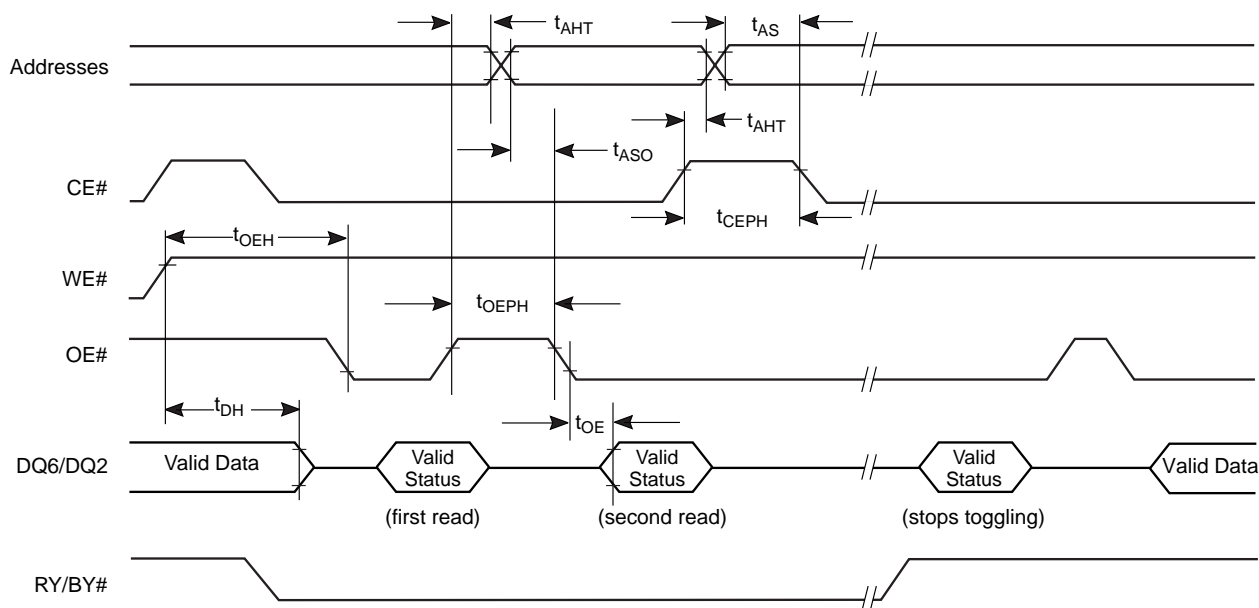 tAHT
tAS
Addresses
tAHT
tASO
CE#
tCEPH
tOEH
WE#
tOEPH
OE#
tDH
tOE
DQ6/DQ2
Valid Data
Valid
Status
Valid
Status
Valid
Status
Valid Data
(first read)
(second read)
(stops toggling)
RY/BY#